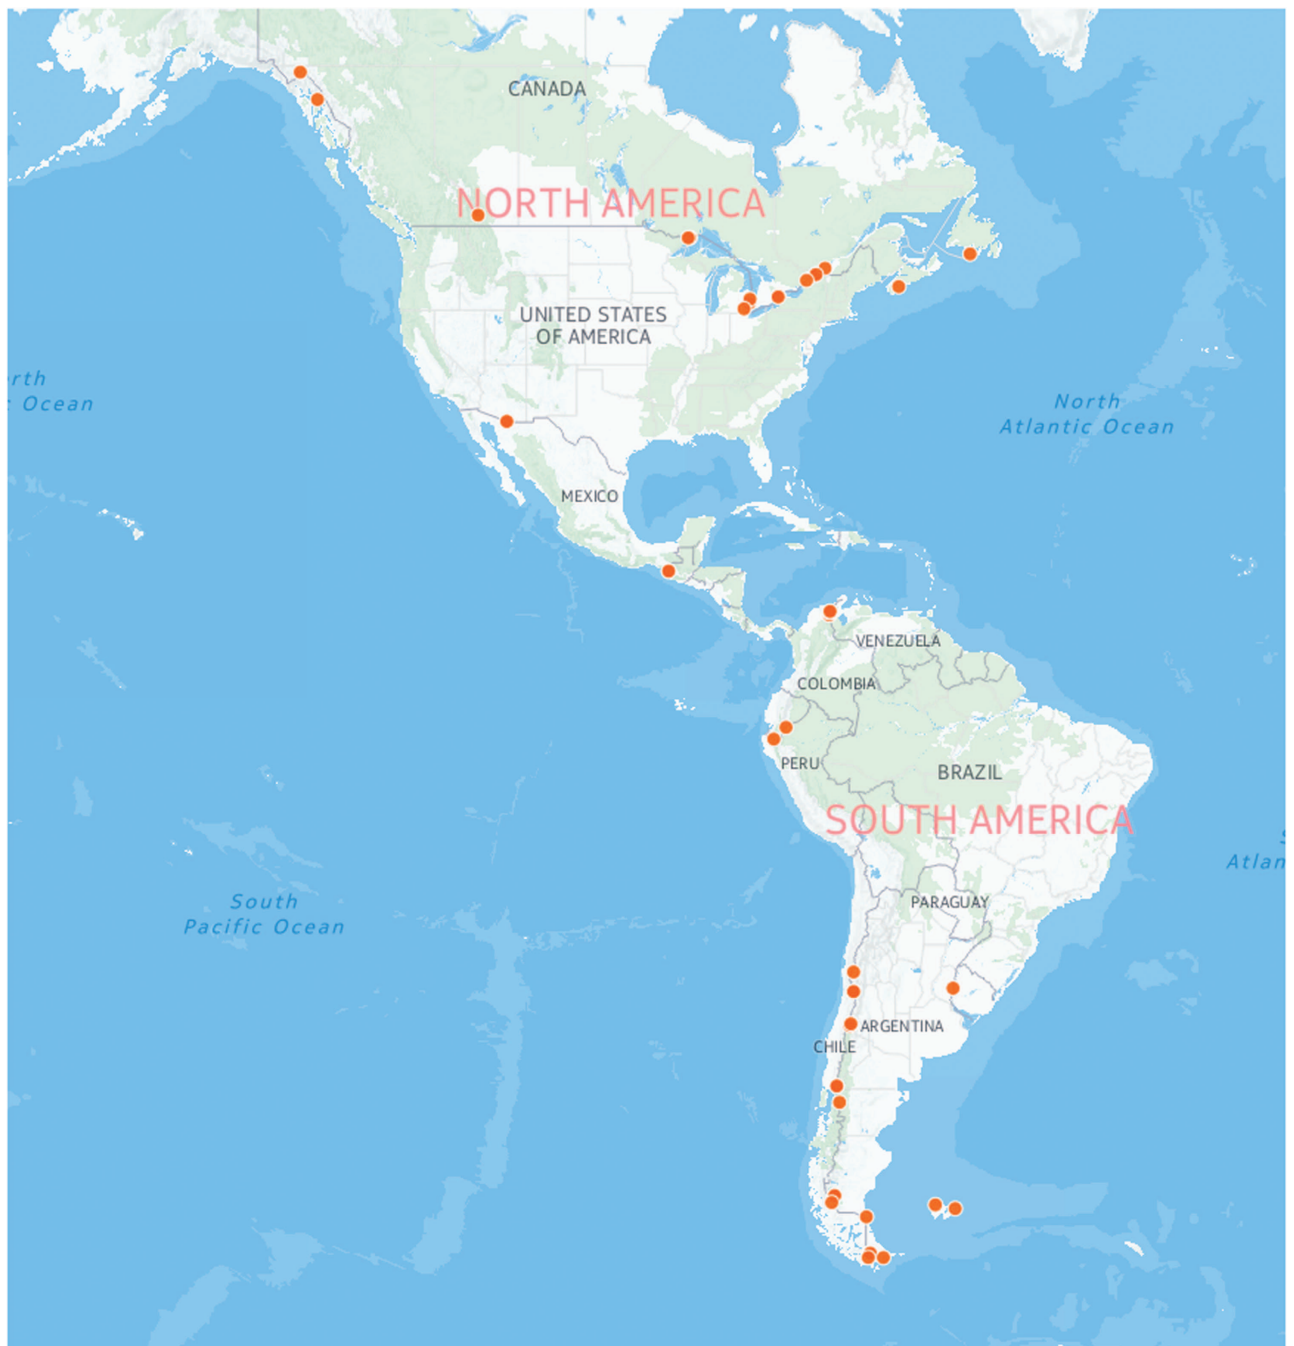 CANADA
NORTH AMERICA
UNITED STATES
OF AMERICA
rth
c Ocean
North
Atlantic Ocean
MEXICO
VENEZUELA
COLOMBIA
PERU
BRAZIL
SOUTH AMERICA
S
Atlan
South
Pacific Ocean
PARAGUAY
ARGENTINA
CHILE